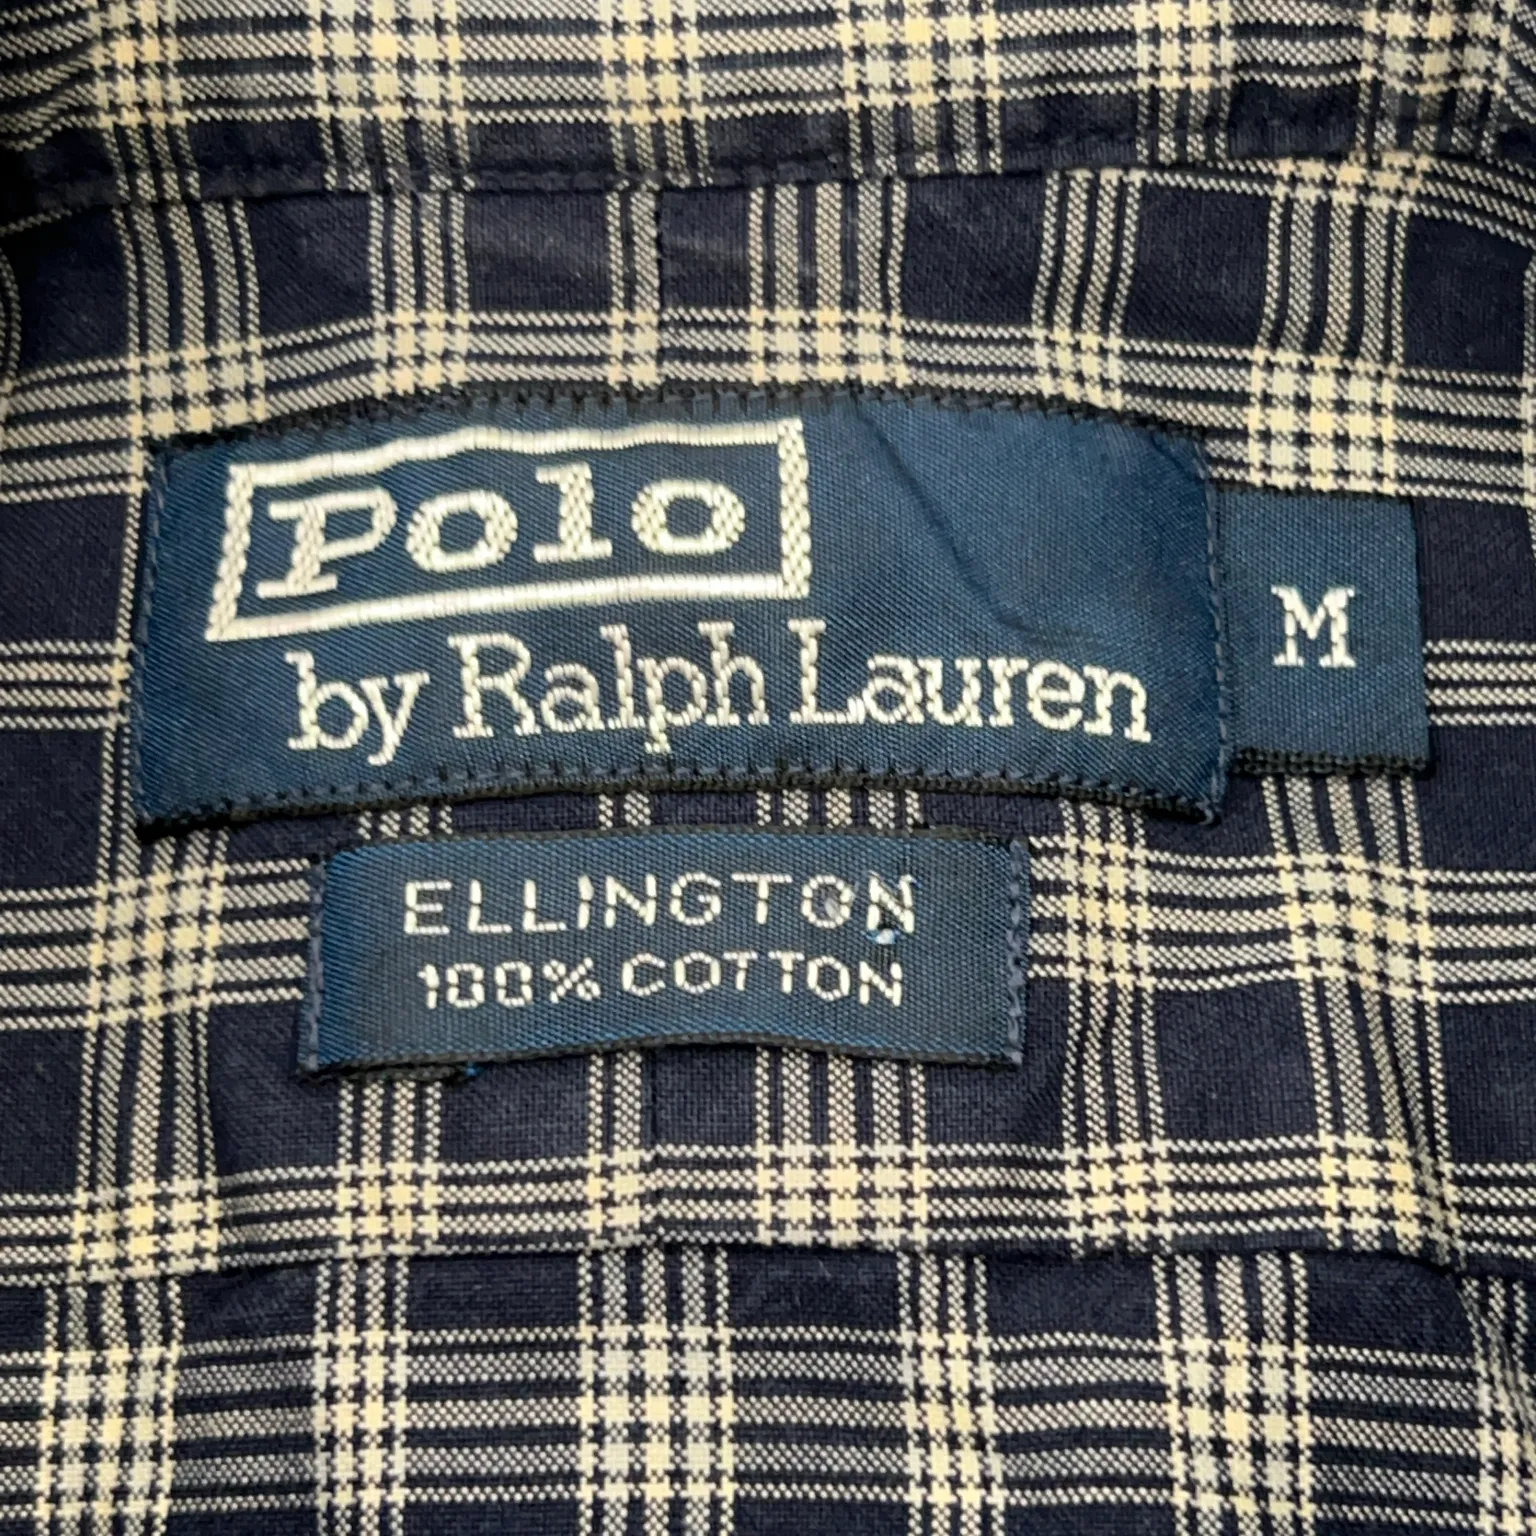 Polo
by Ralph Lauren
M
ELLINGTON
100% COTTON